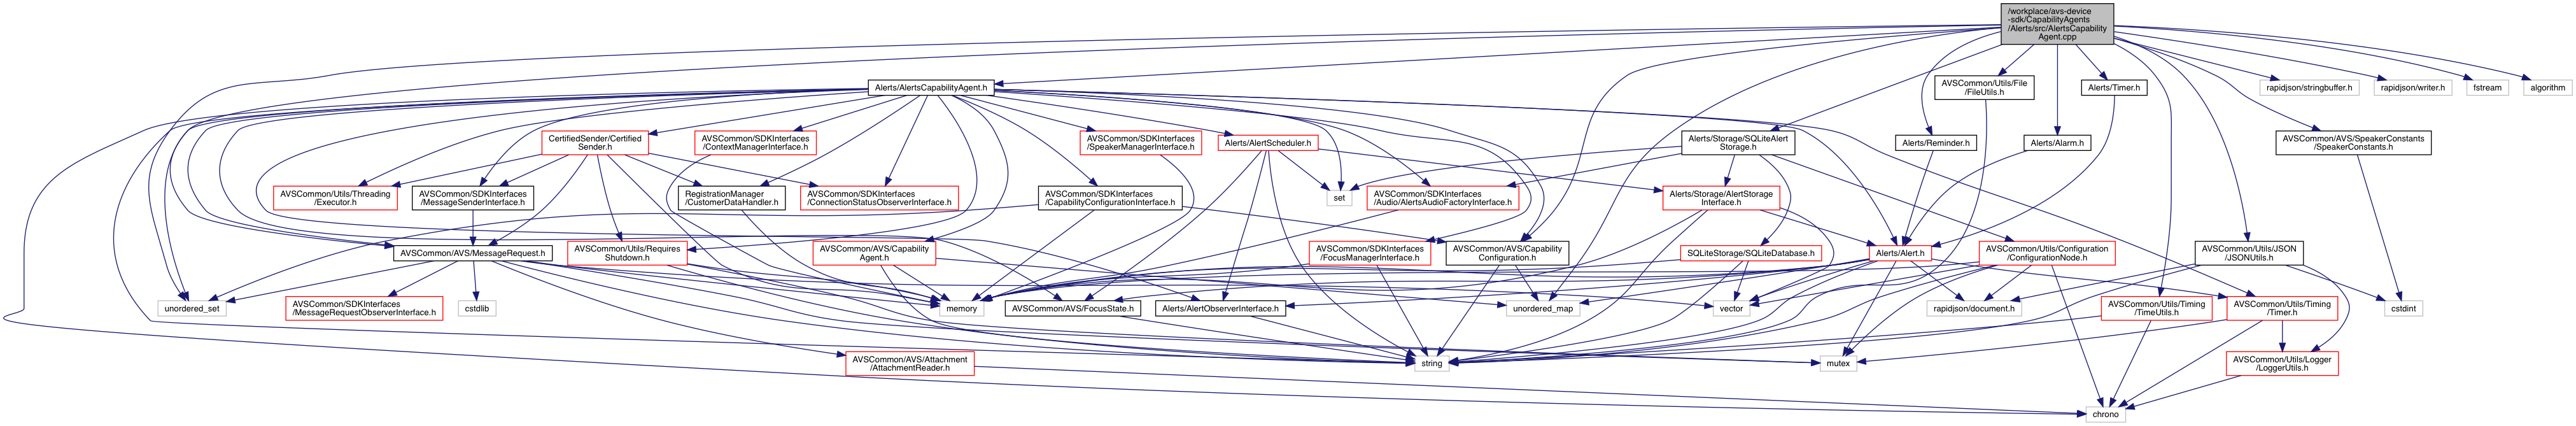 /workplace/avs-device
-sdk/CapabilityAgents
/Alerts/src/AlertsCapability
Agent.cpp
Alerts/AlertsCapabilityAgent.h
AVSCommon/Utils/File
/FileUtils.h
Alerts/Timer.h
rapidjson/stringbuffer.h
rapidjson/writer.h
fstream
algorithm
CertifiedSender/Certified
Sender.h
AVSCommon/SDKInterfaces
/ContextManagerInterface.h
AVSCommon/SDKInterfaces
/SpeakerManagerInterface.h
Alerts/AlertScheduler.h
Alerts/Storage/SQLiteAlert
Storage.h
Alerts/Reminder.h
Alerts/Alarm.h
AVSCommon/AVS/SpeakerConstants
/SpeakerConstants.h
AVSCommon/Utils/Threading
/Executor.h
AVSCommon/SDKInterfaces
/MessageSenderInterface.h
RegistrationManager
/CustomerDataHandler.h
AVSCommon/SDKInterfaces
/ConnectionStatusObserverInterface.h
AVSCommon/SDKInterfaces
/CapabilityConfigurationInterface.h
set
AVSCommon/SDKInterfaces
/Audio/AlertsAudioFactoryInterface.h
Alerts/Storage/AlertStorage
Interface.h
AVSCommon/AVS/MessageRequest.h
AVSCommon/Utils/Requires
Shutdown.h
AVSCommon/AVS/Capability
Agent.h
AVSCommon/SDKInterfaces
/FocusManagerInterface.h
AVSCommon/AVS/Capability
Configuration.h
SQLiteStorage/SQLiteDatabase.h
Alerts/Alert.h
AVSCommon/Utils/Configuration
/ConfigurationNode.h
AVSCommon/Utils/JSON
/JSONUtils.h
unordered_set
AVSCommon/SDKInterfaces
/MessageRequestObserverInterface.h
cstdlib
memory
AVSCommon/AVS/FocusState.h
Alerts/AlertObserverInterface.h
unordered_map
vector
rapidjson/document.h
AVSCommon/Utils/Timing
/TimeUtils.h
AVSCommon/Utils/Timing
/Timer.h
cstdint
AVSCommon/AVS/Attachment
/AttachmentReader.h
string
mutex
AVSCommon/Utils/Logger
/LoggerUtils.h
chrono